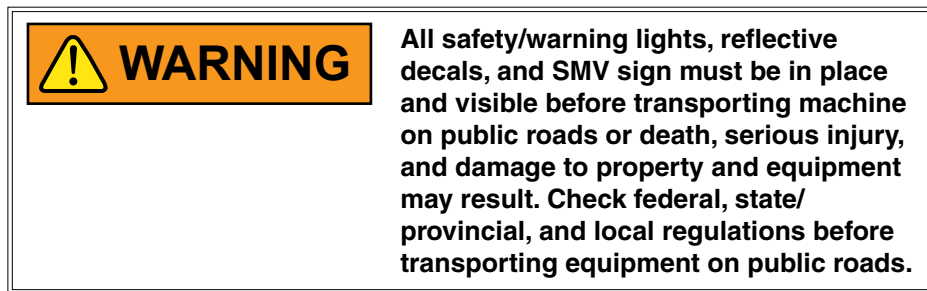 WARNING
All safety/warning lights, reflective
decals, and SMV sign must be in place
and visible before transporting machine
on public roads or death, serious injury,
and damage to property and equipment
may result. Check federal, state/
provincial, and local regulations before
transporting equipment on public roads.